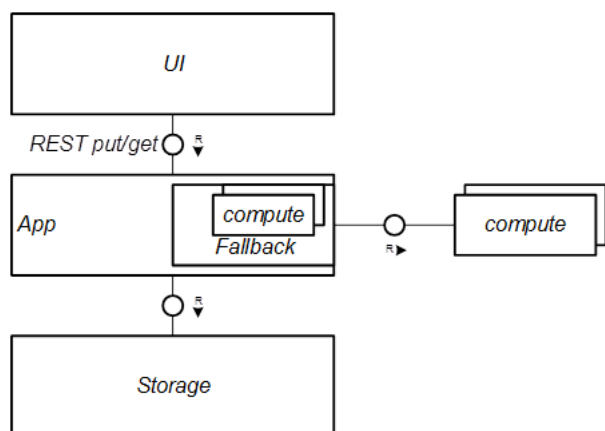 UI
REST put/get
R
App
compute
Fallback
R
compute
R
Storage